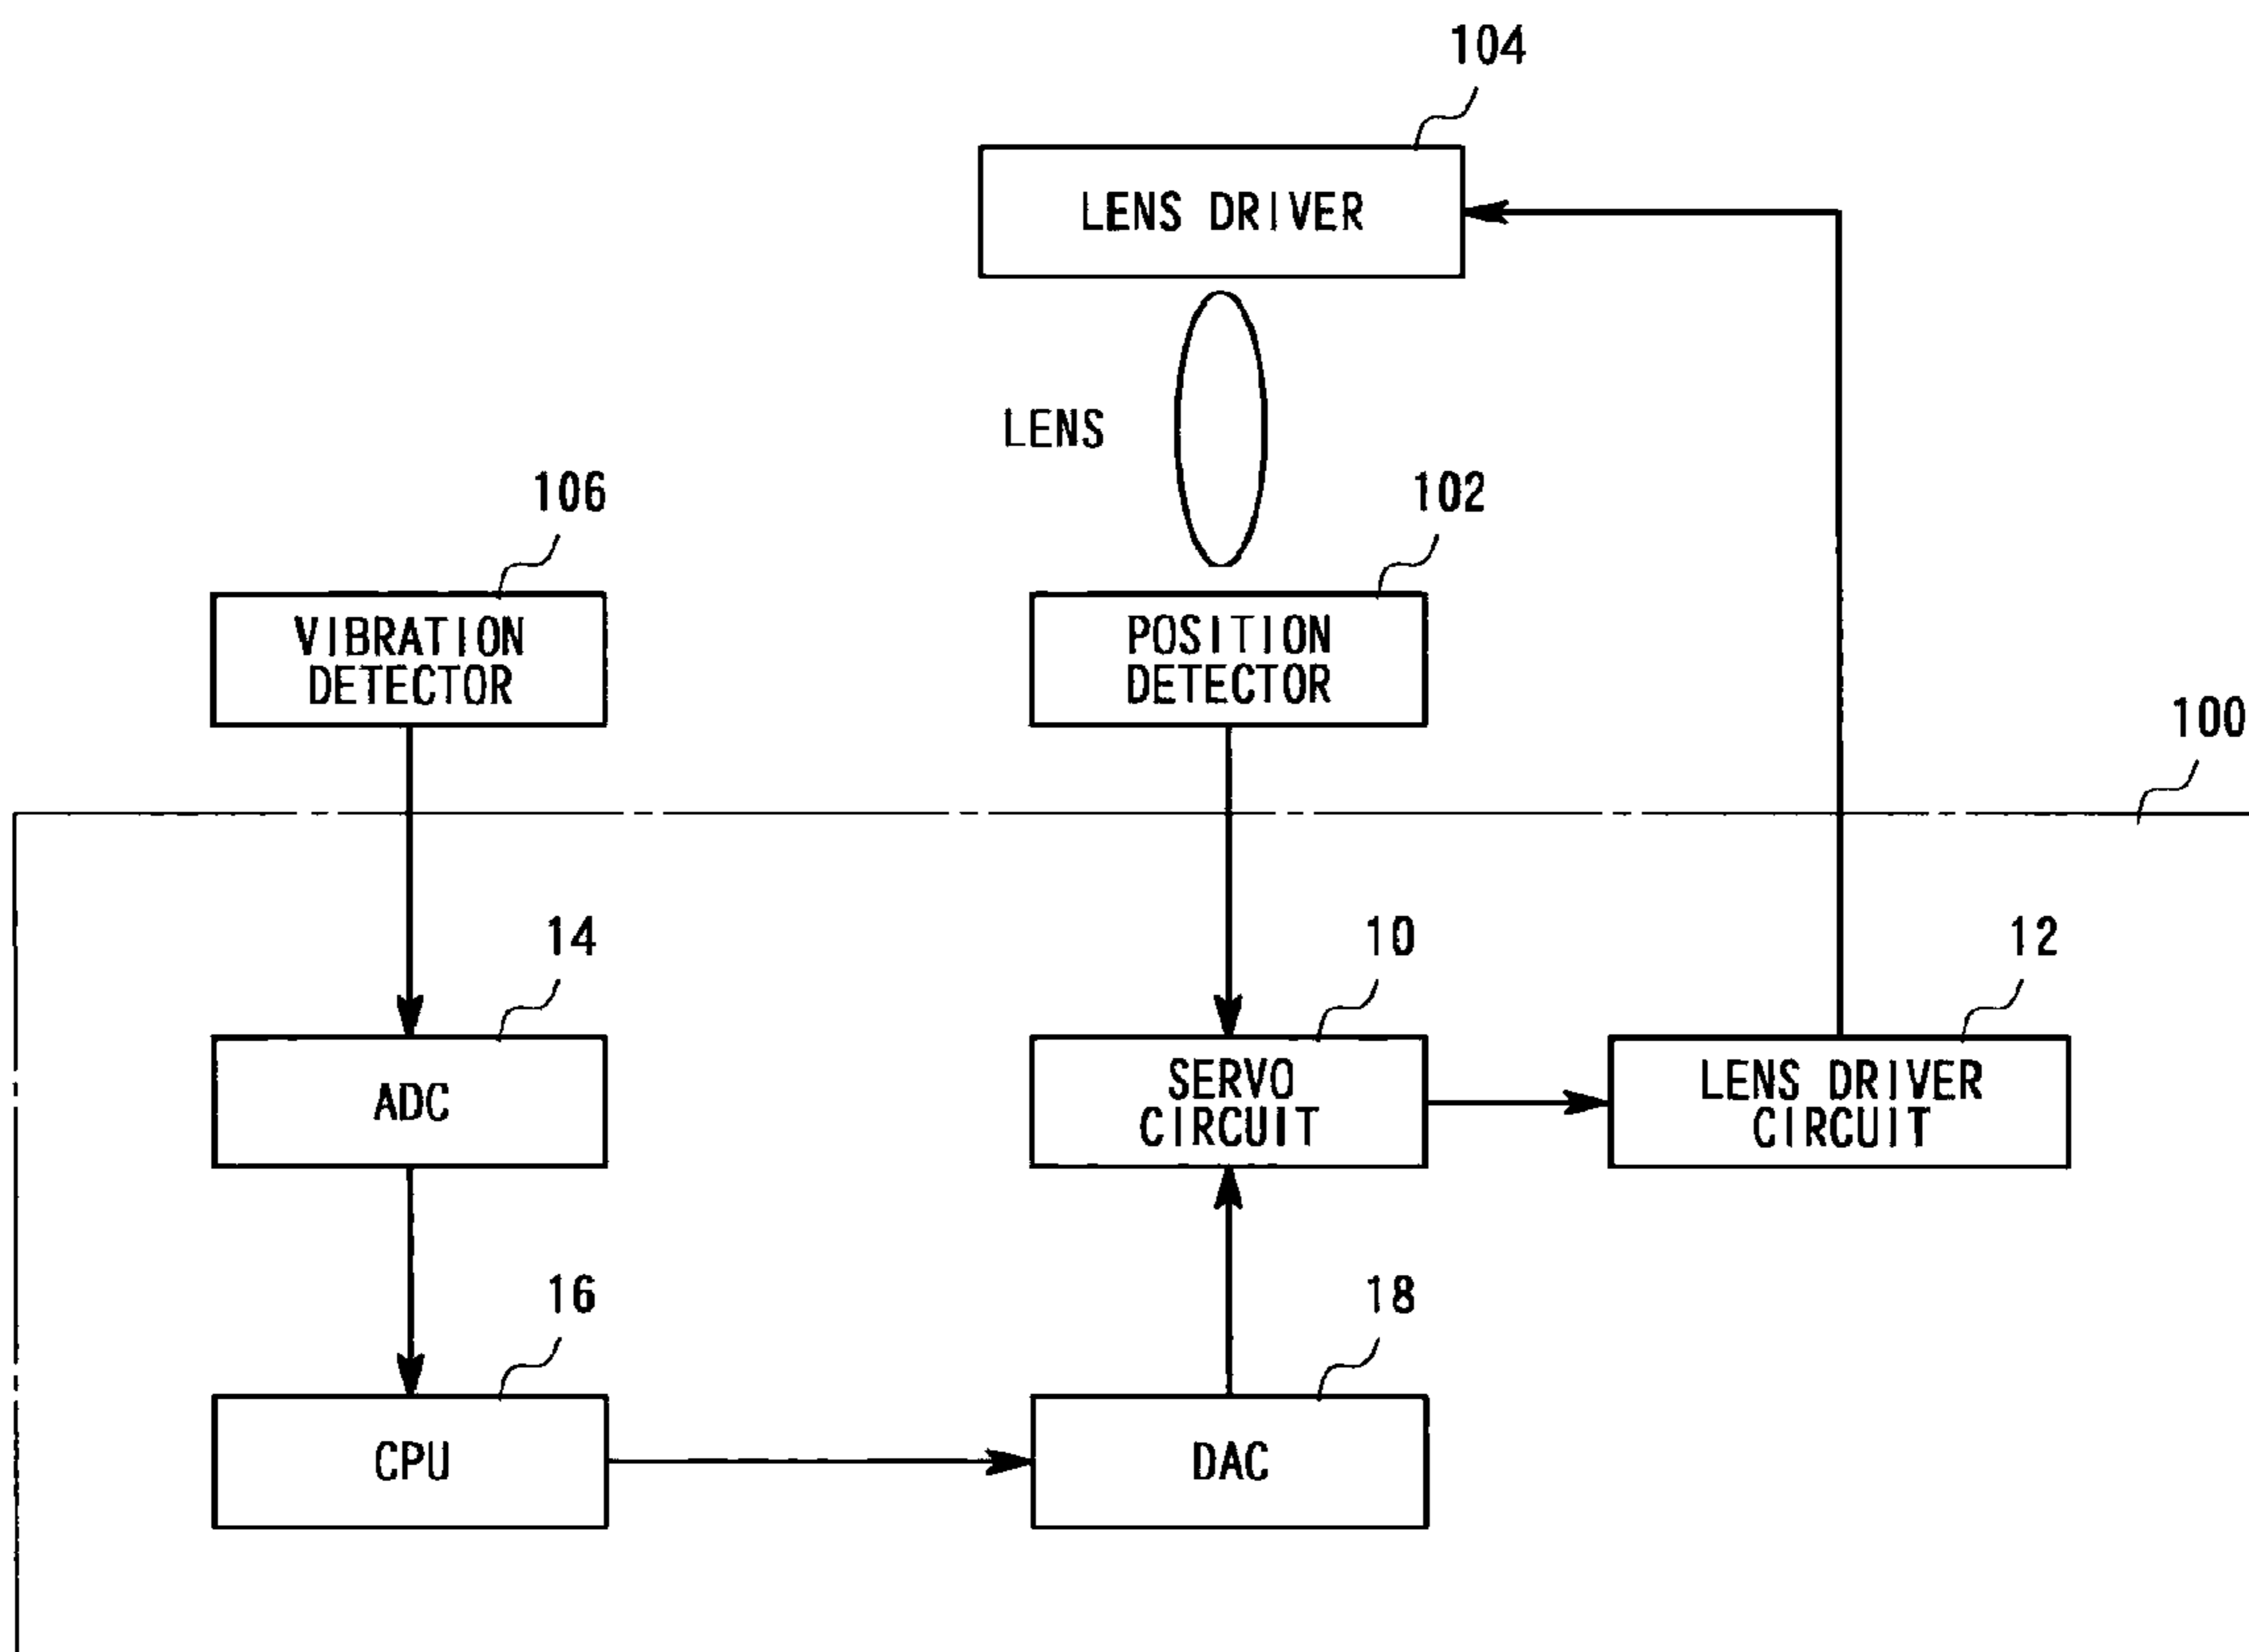 104
LENS DRIVER
LENS
106
102
VIBRATION
DETECTOR
POSITION
DETECTOR
100
14
10
12
ADC
SERVO
CIRCUIT
LENS DRIVER
CIRCUIT
16
18
CPU
DAC